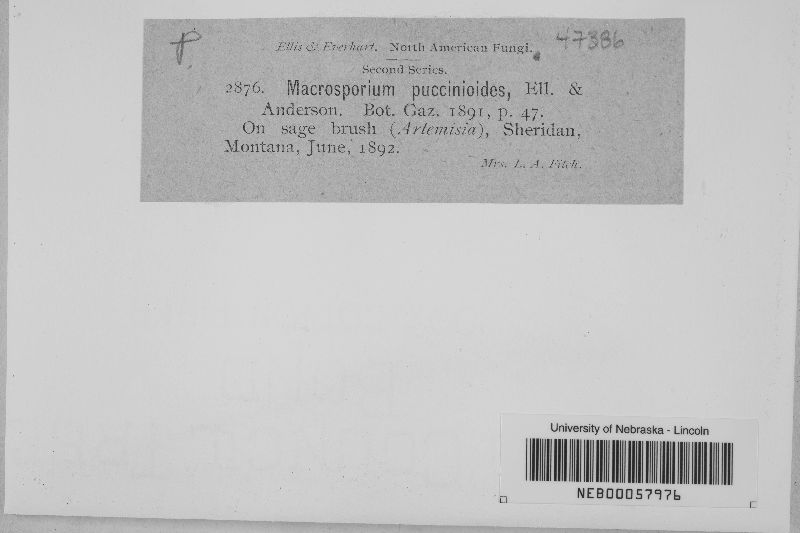 Ellis & Everhart. North American Fungi. 47386
Second Series.
2876. Macrosporium puccinioides, Ell. &
Anderson. Bot. Gaz. 1891, p. 47.
On sage brush (Artemisia), Sheridan,
Montana, June, 1892.
Mrs. L. A. Fitch.
University of Nebraska - Lincoln
NEB00057976